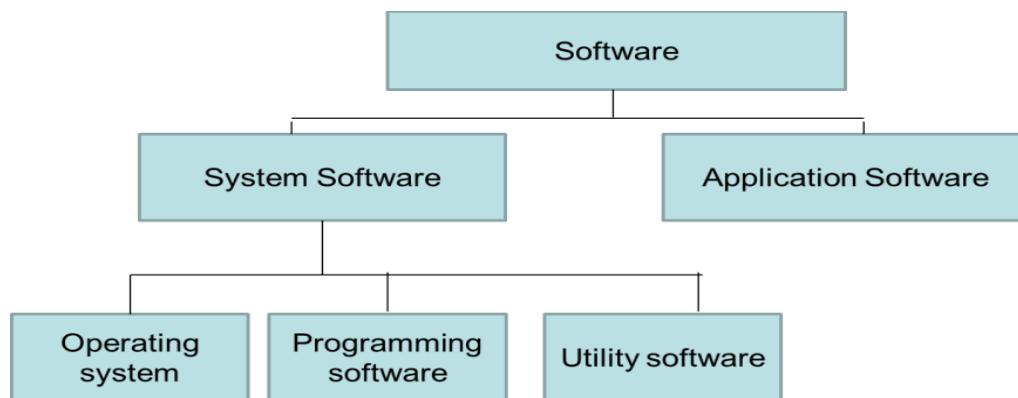 Software
System Software
Application Software
Operating
system
Programming
software
Utility software